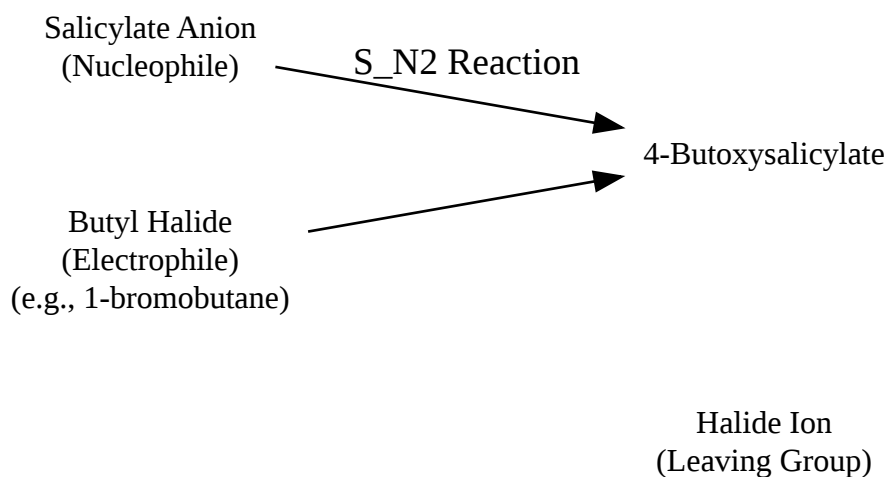 Salicylate Anion
(Nucleophile)
S_N2 Reaction
4-Butoxysalicylate
Butyl Halide
(Electrophile)
(e.g., 1-bromobutane)
Halide Ion
(Leaving Group)